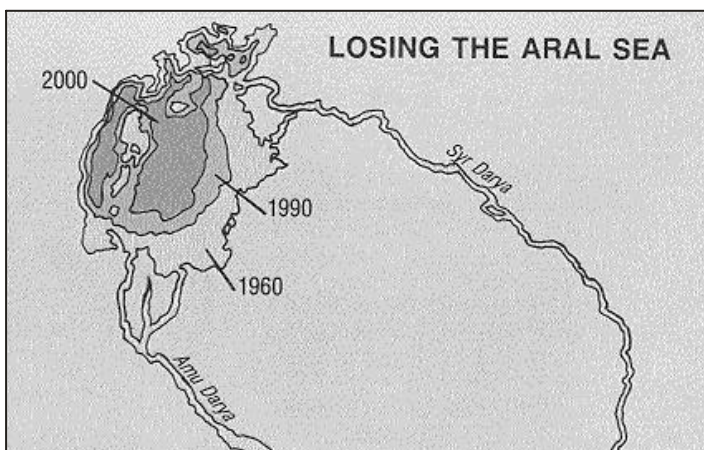 LOSING THE ARAL SEA
2000
Syr Darya
1990
1960
Amu Darya